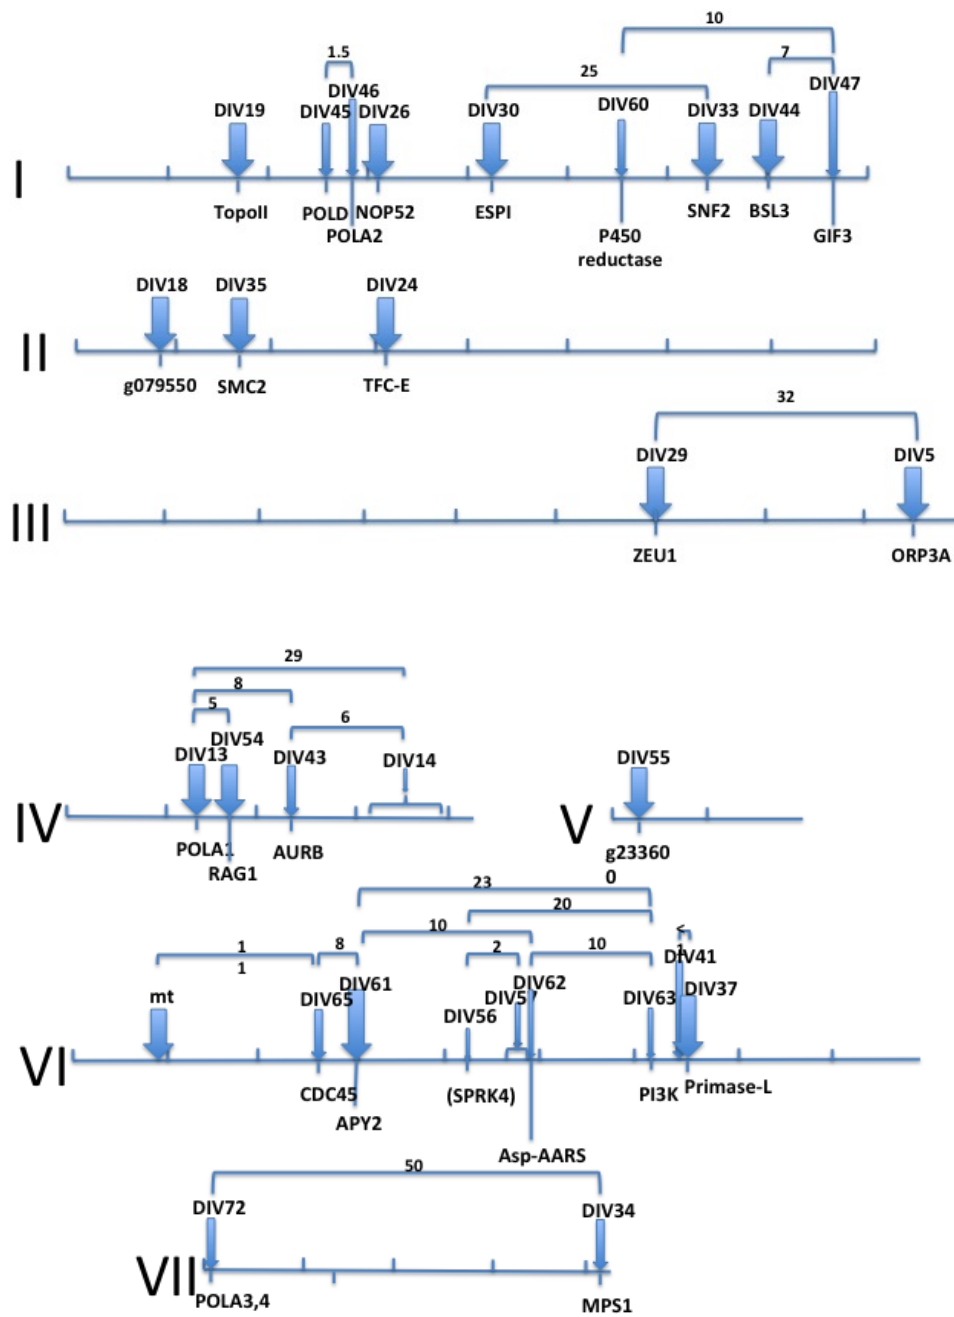 10
1.5
7
25
DIV46
DIV47
DIV19
DIV45
DIV26
DIV30
DIV60
DIV33
DIV44
I
TopoII
POLD
NOP52
ESPI
SNF2
BSL3
POLA2
P450
reductase
GIF3
DIV18
DIV35
DIV24
II
g079550
SMC2
TFC-E
32
DIV29
DIV5
III
ZEU1
ORP3A
29
8
5
6
DIV54
DIV13
DIV43
DIV14
DIV55
IV
V
POLA1
AURB
RAG1
g23360
0
23
20
10
1
1
8
2
10
<
1
DIV41
mt
DIV65
DIV61
DIV56
DIV57
DIV62
DIV63
DIV37
VI
CDC45
(SPRK4)
PI3K
Primase-L
APY2
Asp-AARS
50
DIV72
DIV34
VII
POLA3,4
MPS1